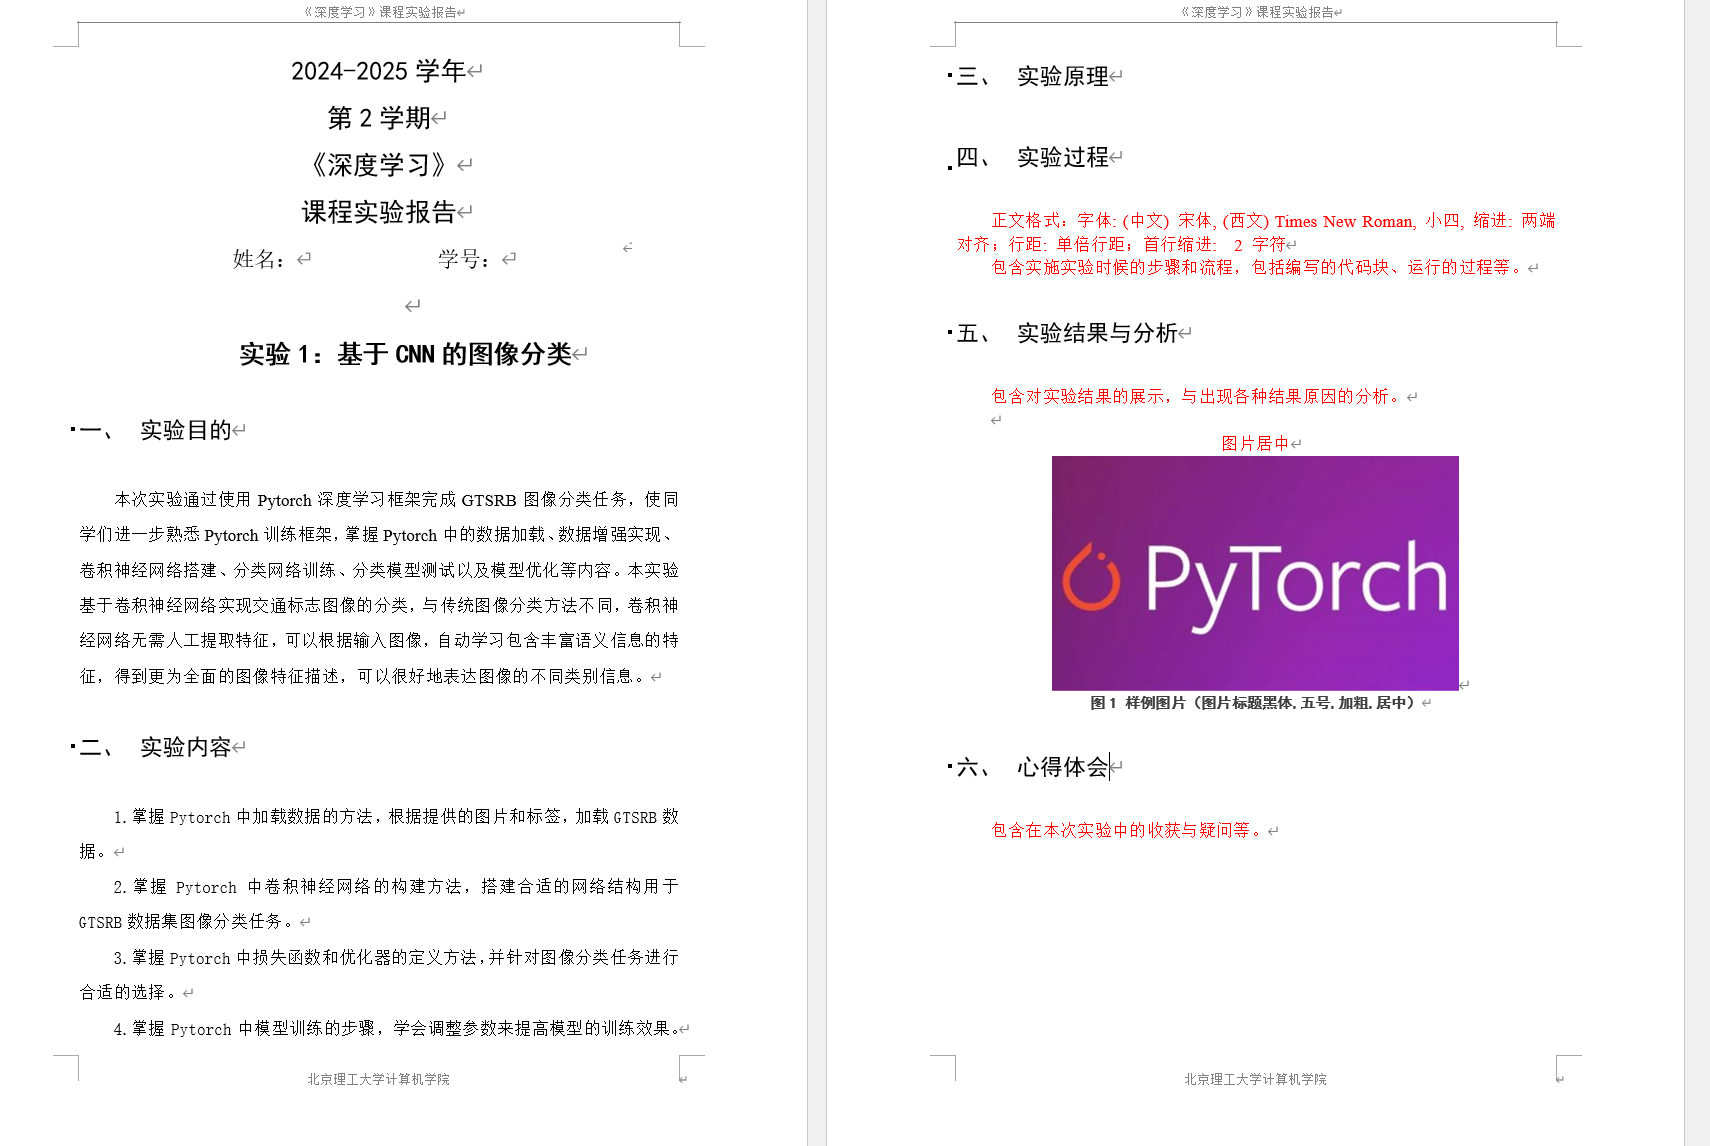 《深度学习》课程实验报告
2024-2025 学年
第 2 学期
《深度学习》
课程实验报告
姓名： 学号：
实验 1：基于 CNN 的图像分类
一、 实验目的
本次实验通过使用 Pytorch 深度学习框架完成 GTSRB 图像分类任务，使同
学们进一步熟悉 Pytorch 训练框架，掌握 Pytorch 中的数据加载、数据增强实现、
卷积神经网络搭建、分类网络训练、分类模型测试以及模型优化等内容。本实验
基于卷积神经网络实现交通标志图像的分类，与传统图像分类方法不同，卷积神
经网络无需人工提取特征，可以根据输入图像，自动学习包含丰富语义信息的特
征，得到更为全面的图像特征描述，可以很好地表达图像的不同类别信息。
二、 实验内容
1. 掌握 Pytorch 中加载数据的方法，根据提供的图片和标签，加载 GTSRB 数
据。
2. 掌握 Pytorch 中卷积神经网络的构建方法，搭建合适的网络结构用于
GTSRB 数据集图像分类任务。
3. 掌握 Pytorch 中损失函数和优化器的定义方法，并针对图像分类任务进行
合适的选择。
4. 掌握 Pytorch 中模型训练的步骤，学会调整参数来提高模型的训练效果。
北京理工大学计算机学院
《深度学习》课程实验报告
三、 实验原理
四、 实验过程
正文格式：字体: (中文) 宋体, (西文) Times New Roman, 小四, 缩进: 两端
对齐；行距: 单倍行距；首行缩进: 2 字符
包含实施实验时候的步骤和流程，包括编写的代码块、运行的过程等。
五、 实验结果与分析
包含对实验结果的展示，与出现各种结果原因的分析。
图片居中
PyTorch
图 1 样例图片（图片标题黑体, 五号, 加粗, 居中）
六、 心得体会
包含在本次实验中的收获与疑问等。
北京理工大学计算机学院